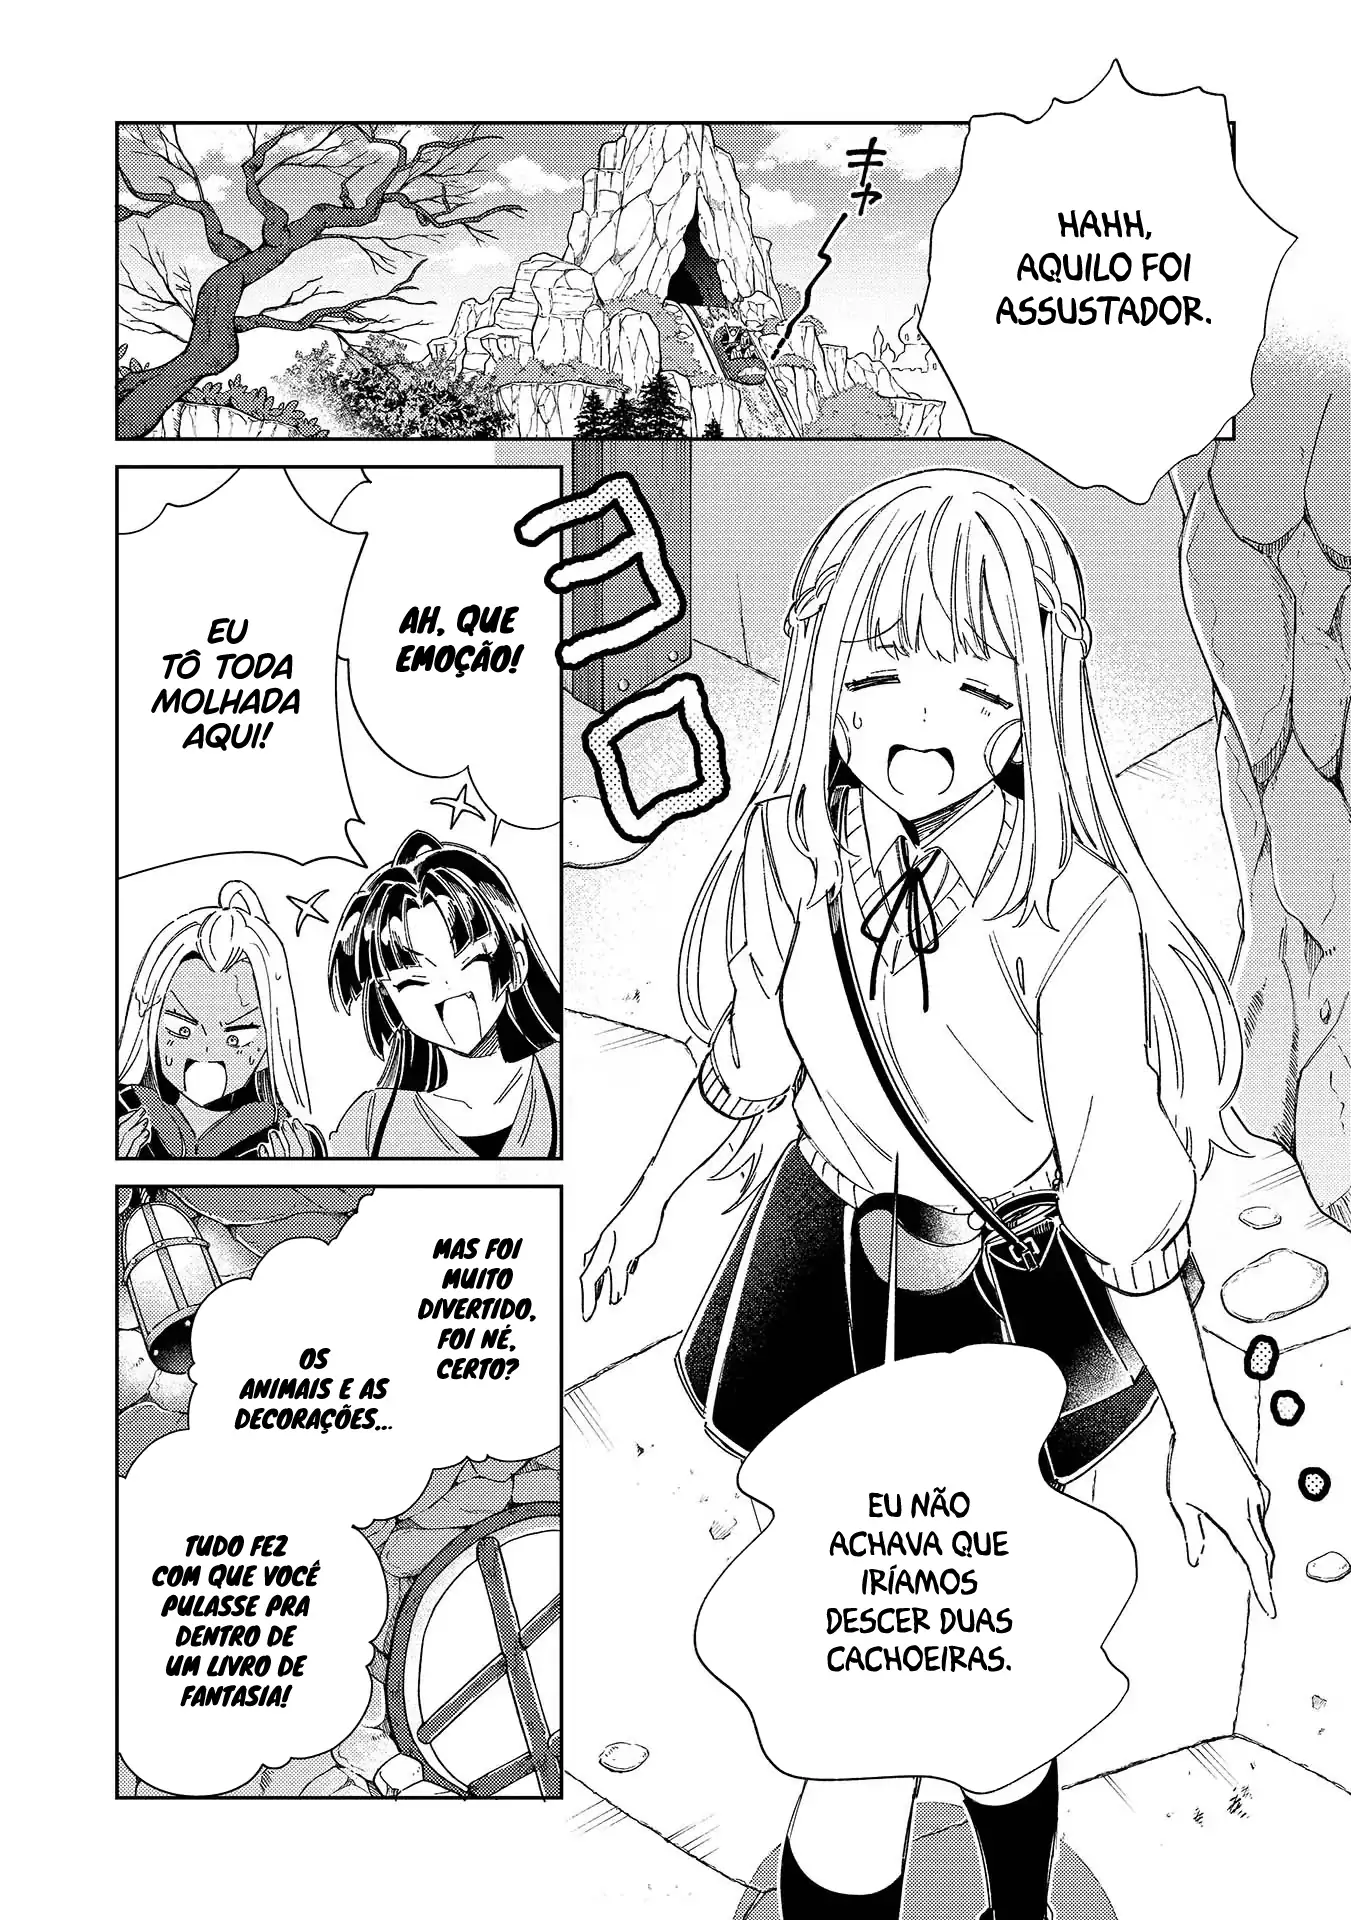 キャ
HAHH,
AQUILO FOI
ASSUSTADOR.
ヨロ
EU NÃO
ACHAVA QUE
IRÍAMOS
DESCER DUAS
CACHOEIRAS.
AH, QUE
EMOÇÃO!
EU
TÔ TODA
MOLHADA
AQUI!
MAS FOI
MUITO
DIVERTIDO,
FOI NÉ,
CERTO?
OS
ANIMAIS E AS
DECORAÇÕES...
TUDO FEZ
COM QUE VOCÊ
PULASSE PRA
DENTRO DE
UM LIVRO DE
FANTASIA!